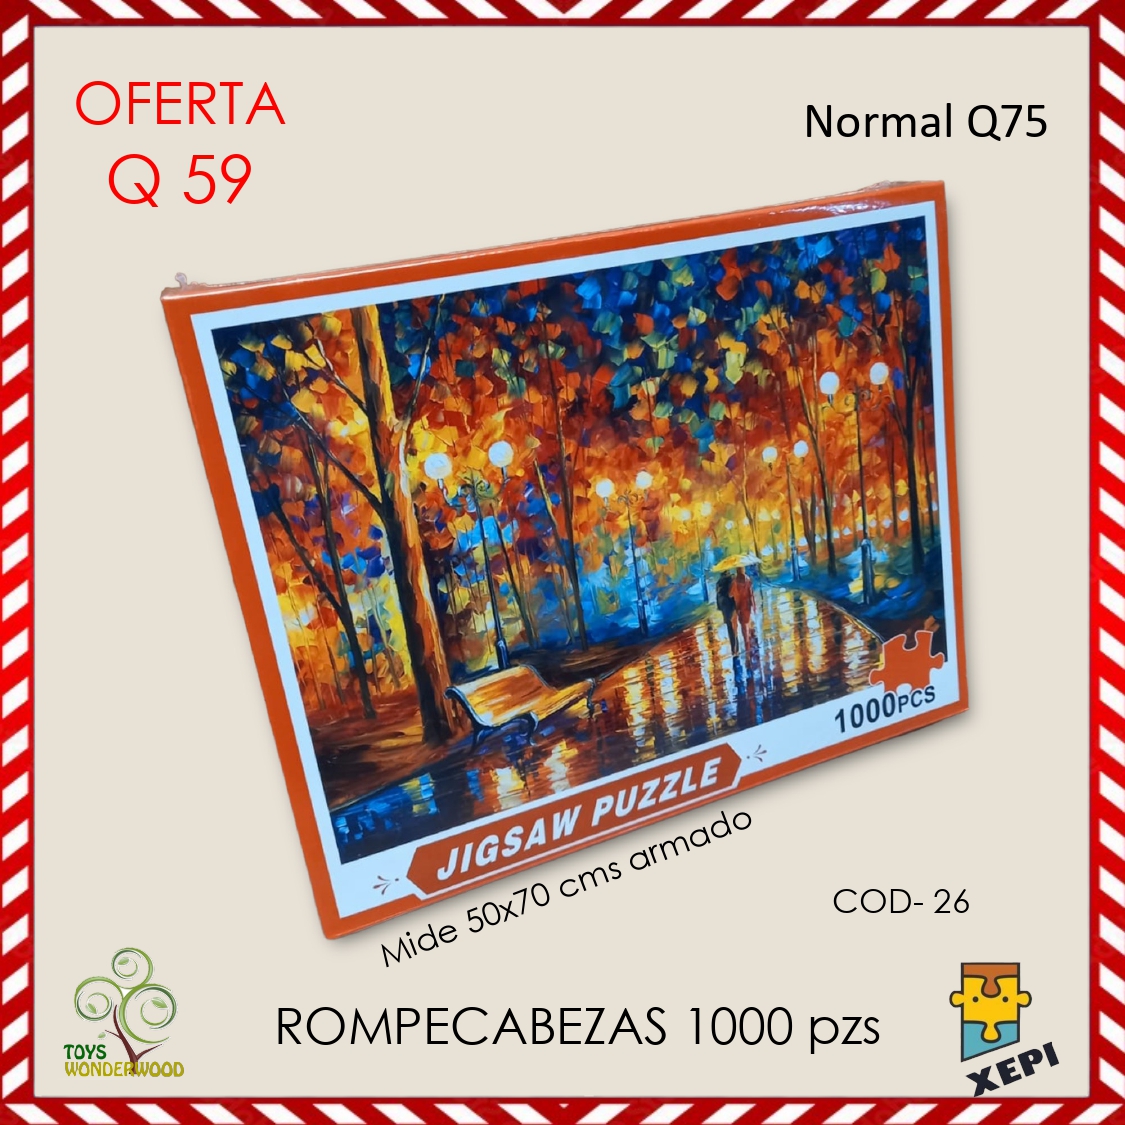 OFERTA
Q 59
Normal Q75
1000PCS
JIGSAW PUZZLE
Mide 50x70 cms armado
COD- 26
ROMPECABEZAS 1000 pzs
TOYS
WONDERWOOD
XEPI